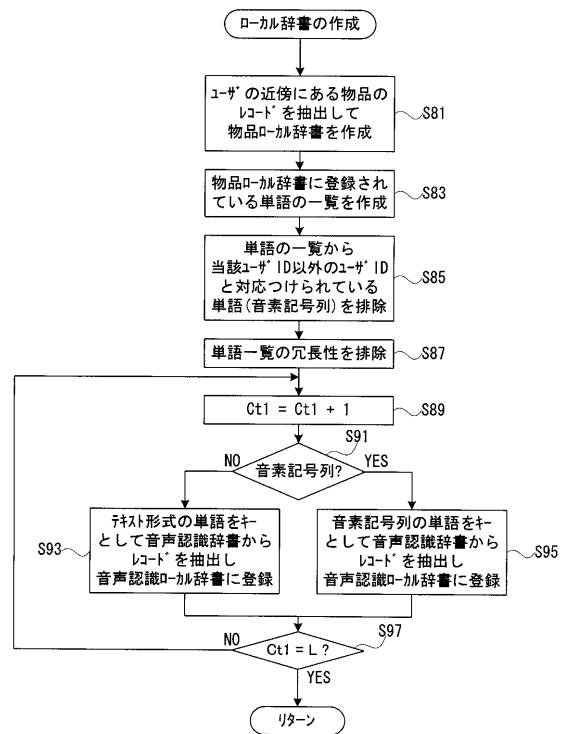 ローカル辞書の作成
ユーザの近傍にある物品の
レコードを抽出して
物品ローカル辞書を作成
S81
物品ローカル辞書に登録され
ている単語の一覧を作成
S83
単語の一覧から
当該ユーザID以外のユーザID
と対応つけられている
単語(音素記号列)を排除
S85
単語一覧の冗長性を排除
S87
Ct1 = Ct1 + 1
S89
S91
音素記号列?
NO
YES
テキスト形式の単語をキー
として音声認識辞書から
レコードを抽出し
音声認識ローカル辞書に登録
S93
音素記号列の単語をキー
として音声認識辞書から
レコードを抽出し
音声認識ローカル辞書に登録
S95
S97
Ct1 = L ?
NO
YES
リターン